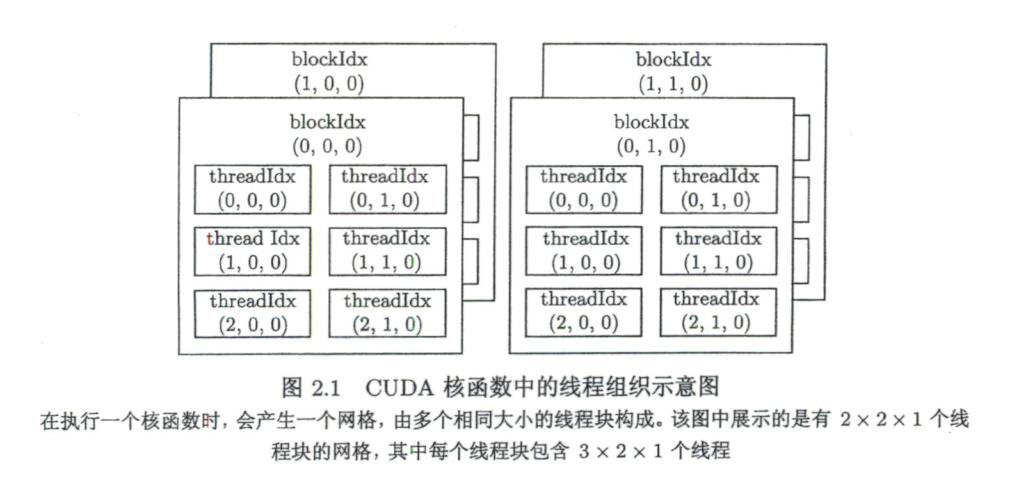 blockIdx
(1, 0, 0)
blockIdx
(1, 1, 0)
blockIdx
(0, 0, 0)
threadIdx
(0, 0, 0)
threadIdx
(0, 1, 0)
thread Idx
(1, 0, 0)
threadIdx
(1, 1, 0)
threadIdx
(2, 0, 0)
threadIdx
(2, 1, 0)
blockIdx
(0, 1, 0)
threadIdx
(0, 0, 0)
threadIdx
(0, 1, 0)
threadIdx
(1, 0, 0)
threadIdx
(1, 1, 0)
threadIdx
(2, 0, 0)
threadIdx
(2, 1, 0)
图 2.1 CUDA 核函数中的线程组织示意图
在执行一个核函数时，会产生一个网格，由多个相同大小的线程块构成。该图中展示的是有 2×2×1 个线
程块的网格，其中每个线程块包含 3×2×1 个线程